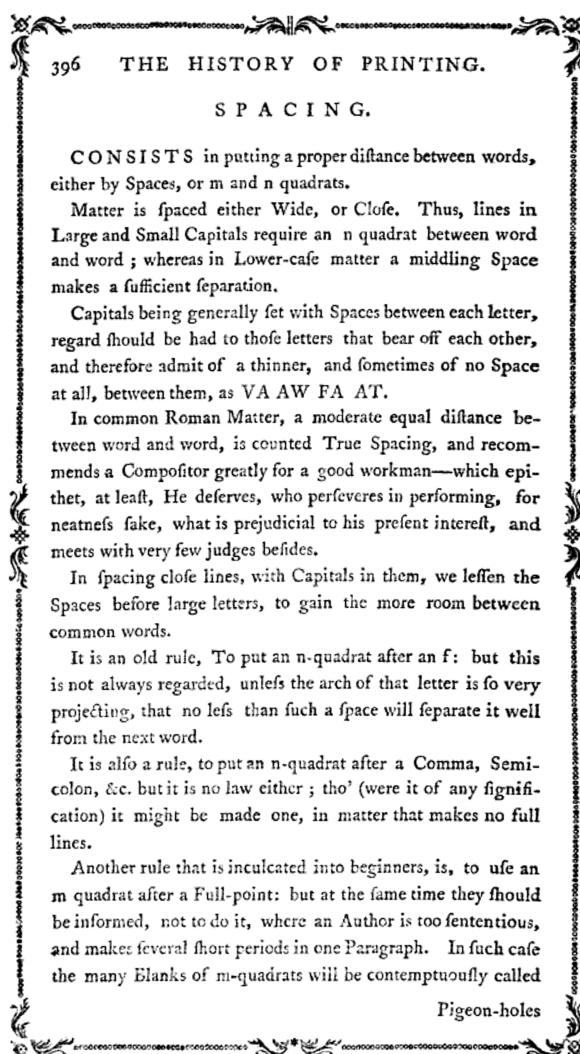 396 THE HISTORY OF PRINTING.
SPACING.
CONSISTS in putting a proper diſtance between words,
either by Spaces, or m and n quadrats.
Matter is ſpaced either Wide, or Cloſe. Thus, lines in
Large and Small Capitals require an n quadrat between word
and word ; whereas in Lower-caſe matter a middling Space
makes a ſufficient ſeparation.
Capitals being generally ſet with Spaces between each letter,
regard ſhould be had to thoſe letters that bear off each other,
and therefore admit of a thinner, and ſometimes of no Space
at all, between them, as VA AW FA AT.
In common Roman Matter, a moderate equal diſtance be-
tween word and word, is counted True Spacing, and recom-
mends a Compoſitor greatly for a good workman—which epi-
thet, at leaſt, He deſerves, who perſeveres in performing, for
neatneſs ſake, what is prejudicial to his preſent intereſt, and
meets with very few judges beſides.
In ſpacing cloſe lines, with Capitals in them, we leſſen the
Spaces before large letters, to gain the more room between
common words.
It is an old rule, To put an n-quadrat after an f: but this
is not always regarded, unleſs the arch of that letter is ſo very
projecting, that no leſs than ſuch a ſpace will ſeparate it well
from the next word.
It is alſo a rule, to put an n-quadrat after a Comma, Semi-
colon, &c. but it is no law either ; tho' (were it of any ſignifi-
cation) it might be made one, in matter that makes no full
lines.
Another rule that is inculcated into beginners, is, to uſe an
m quadrat after a Full-point: but at the ſame time they ſhould
be informed, not to do it, where an Author is too ſententious,
and makes ſeveral ſhort periods in one Paragraph. In ſuch caſe
the many Blanks of m-quadrats will be contemptuouſly called
Pigeon-holes